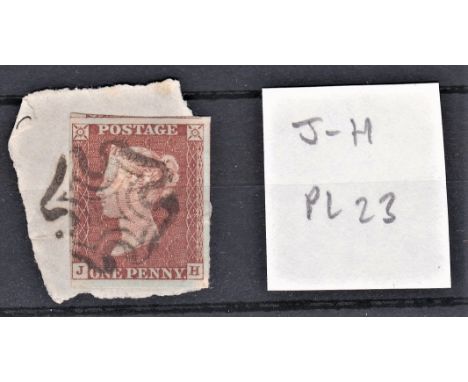 POSTAGE
J ONE PENNY. H
J-H
PL 23